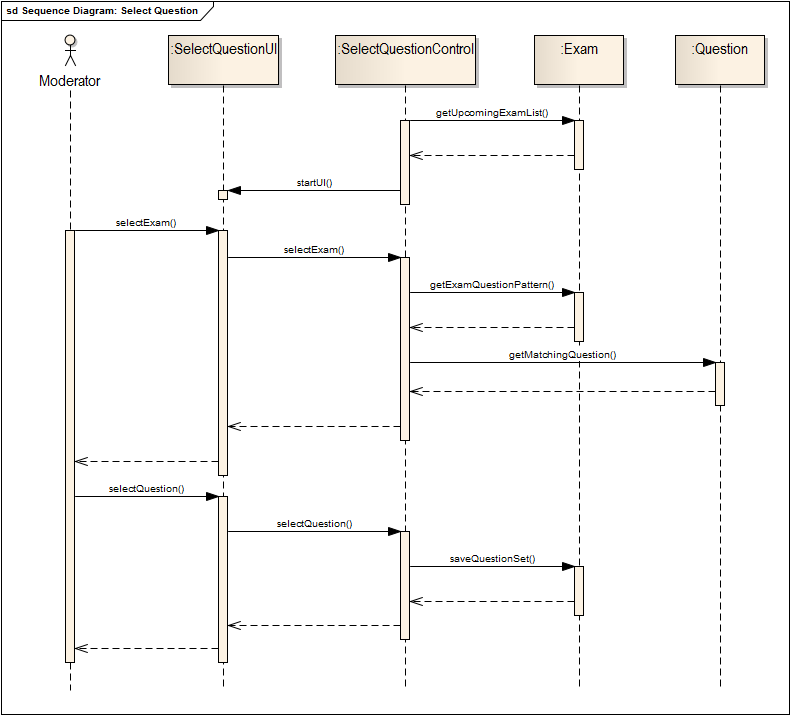 sd Sequence Diagram: Select Question
Moderator
:SelectQuestionUI
:SelectQuestionControl
:Exam
:Question
getUpcomingExamList()
startUI()
selectExam()
selectExam()
getExamQuestionPattern()
getMatchingQuestion()
selectQuestion()
selectQuestion()
saveQuestionSet()